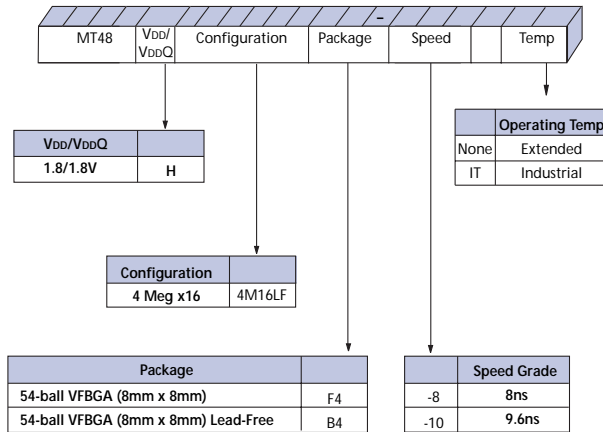 –
MT48 VDD/VDDQ Configuration Package Speed Temp
Operating Temp
None Extended
IT Industrial
VDD/VDDQ
1.8/1.8V H
Configuration
4 Meg x16 4M16LF
Package
54-ball VFBGA (8mm x 8mm) F4
54-ball VFBGA (8mm x 8mm) Lead-Free B4
Speed Grade
-8 8ns
-10 9.6ns